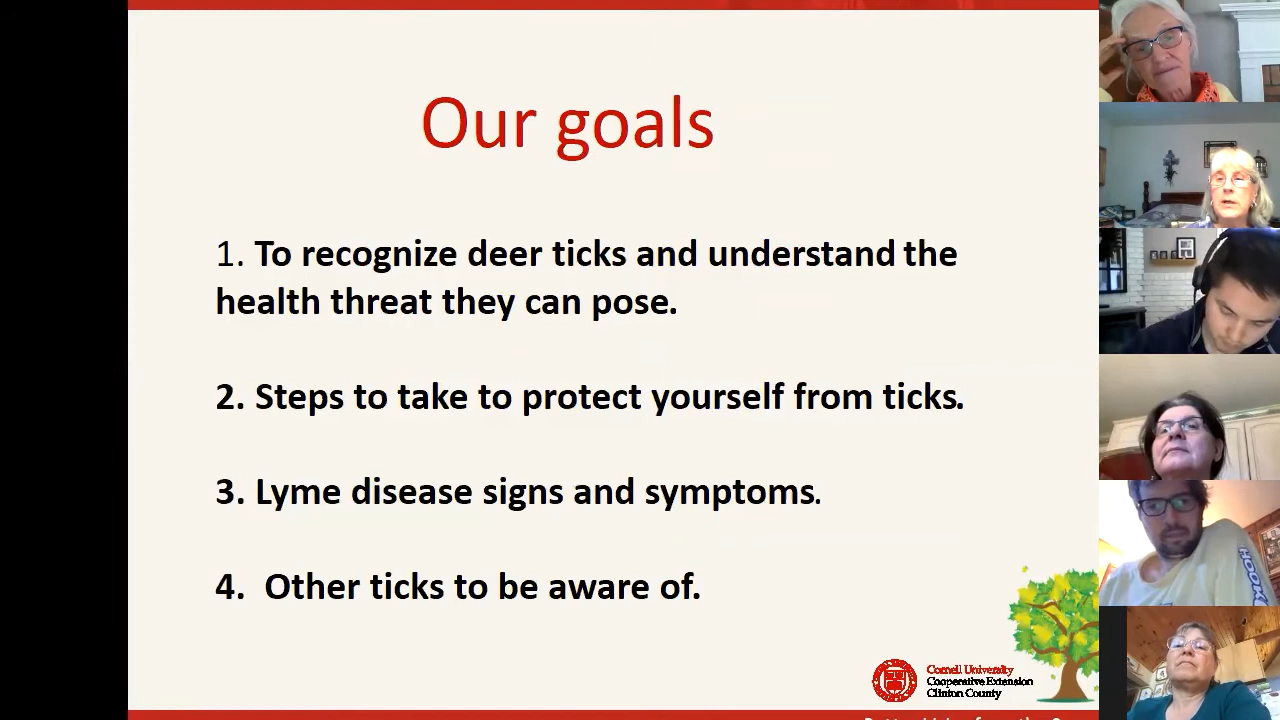 Our goals
1. To recognize deer ticks and understand the
health threat they can pose.
2. Steps to take to protect yourself from ticks.
3. Lyme disease signs and symptoms.
4. Other ticks to be aware of.
Cornell University
Cooperative Extension
Clinton County